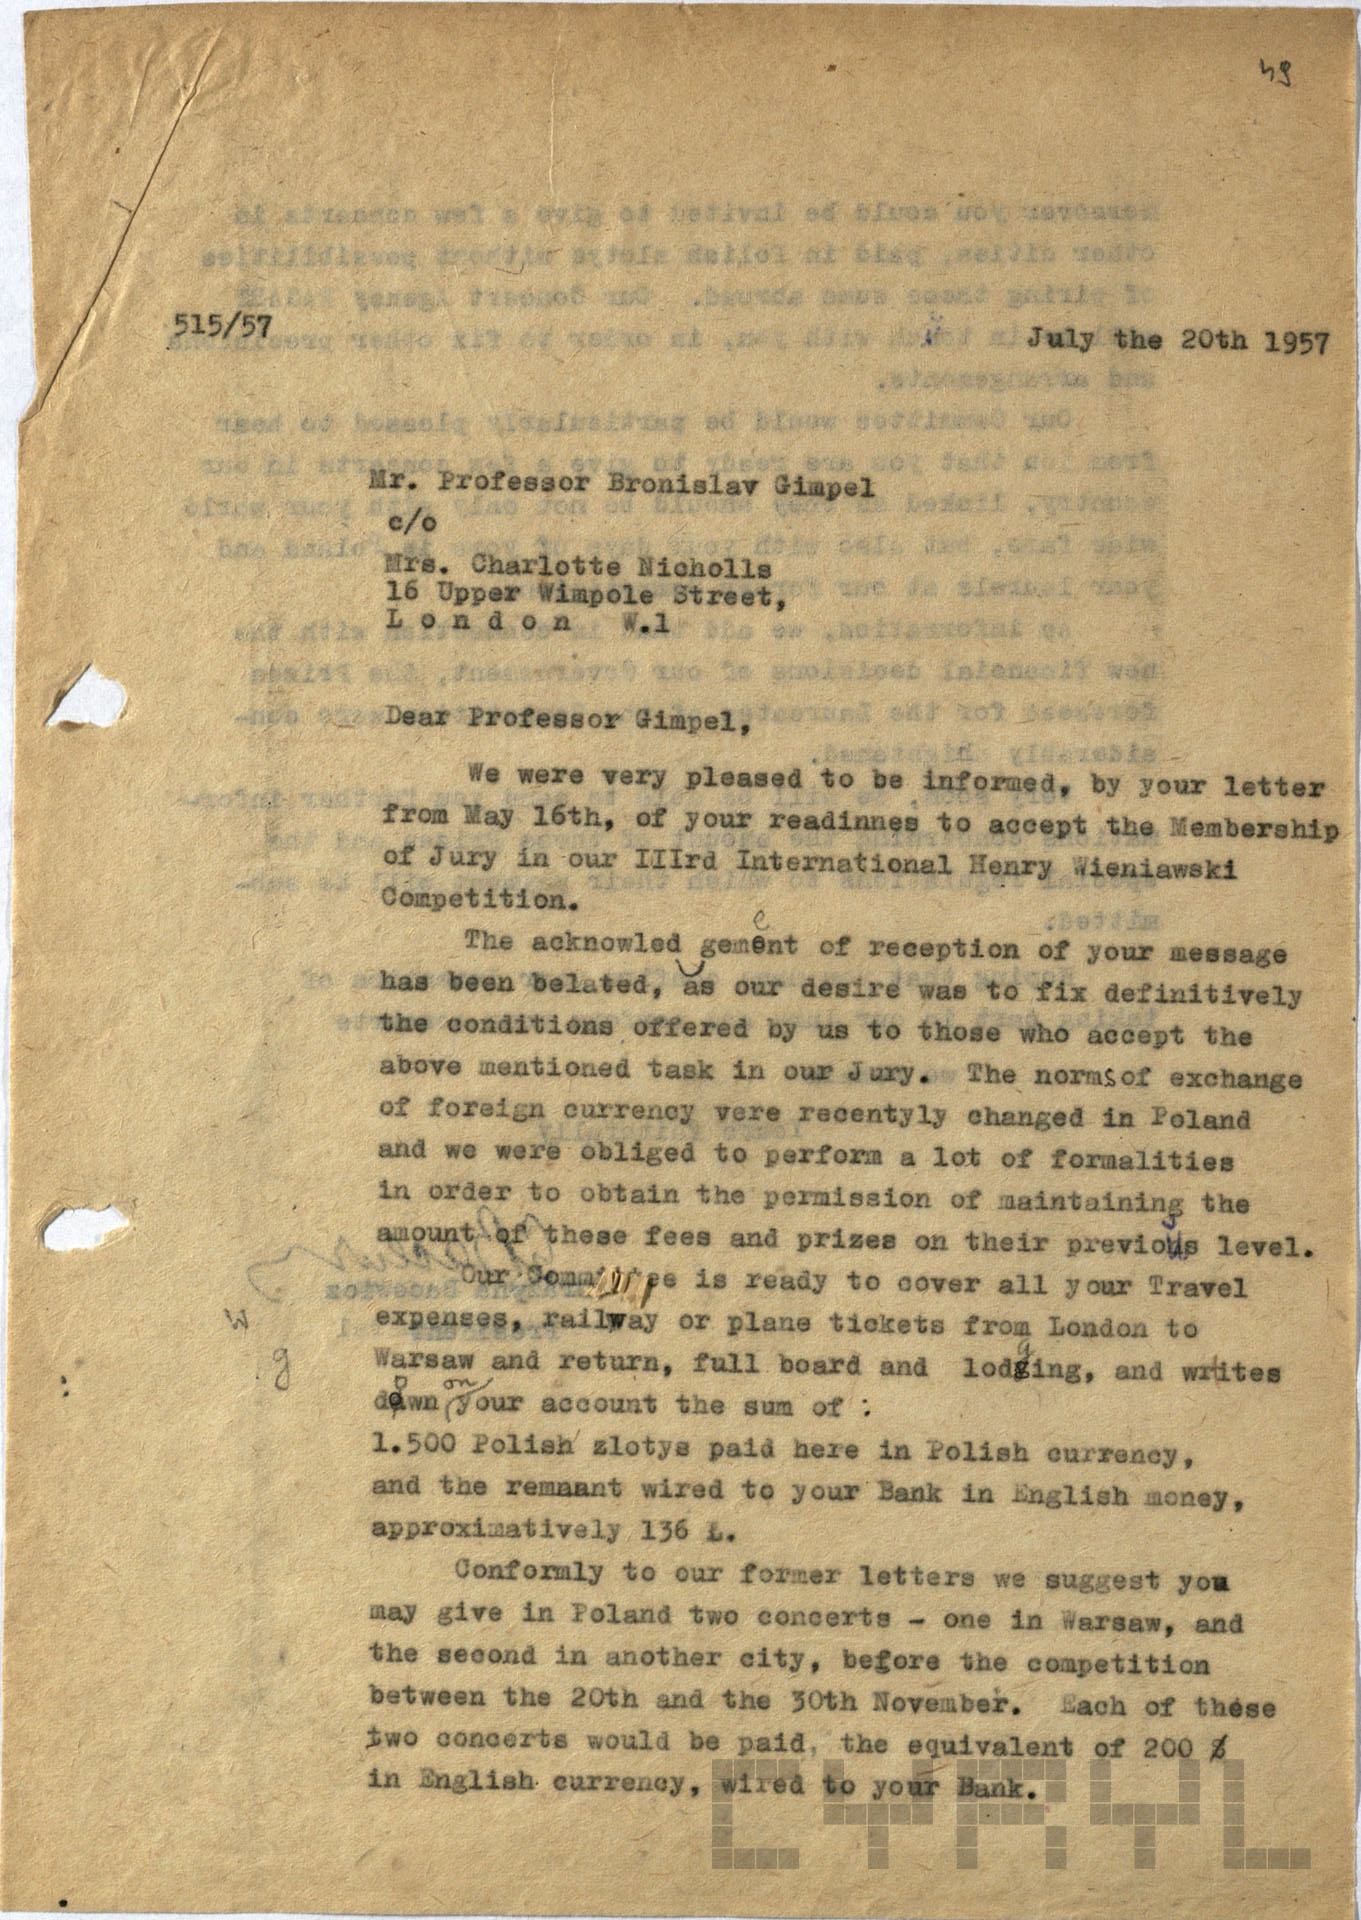 49
515/57
July the 20th 1957
Mr. Professor Bronislav Gimpel
c/o
Mrs. Charlotte Nicholls
16 Upper Wimpole Street,
London W.1
Dear Professor Gimpel,
We were very pleased to be informed, by your letter
from May 16th, of your readinnes to accept the Membership
of Jury in our IIIrd International Henry Wieniawski
Competition.
The acknowled gement of reception of your message
has been belated, as our desire was to fix definitively
the conditions offered by us to those who accept the
above mentioned task in our Jury. The norms of exchange
of foreign currency vere recentyly changed in Poland
and we were obliged to perform a lot of formalities
in order to obtain the permission of maintaining the
amount of these fees and prizes on their previous level.
Our Committee is ready to cover all your Travel
expenses, railway or plane tickets from London to
w
Warsaw and return, full board and lodging, and writes
g
down on your account the sum of :
1.500 Polish zlotys paid here in Polish currency,
and the remnant wired to your Bank in English money,
approximatively 136 Ł.
Conformly to our former letters we suggest you
may give in Poland two concerts - one in Warsaw, and
the second in another city, before the competition
between the 20th and the 30th November. Each of these
two concerts would be paid, the equivalent of 200 $
in English currency, wired to your Bank.
CYRYL